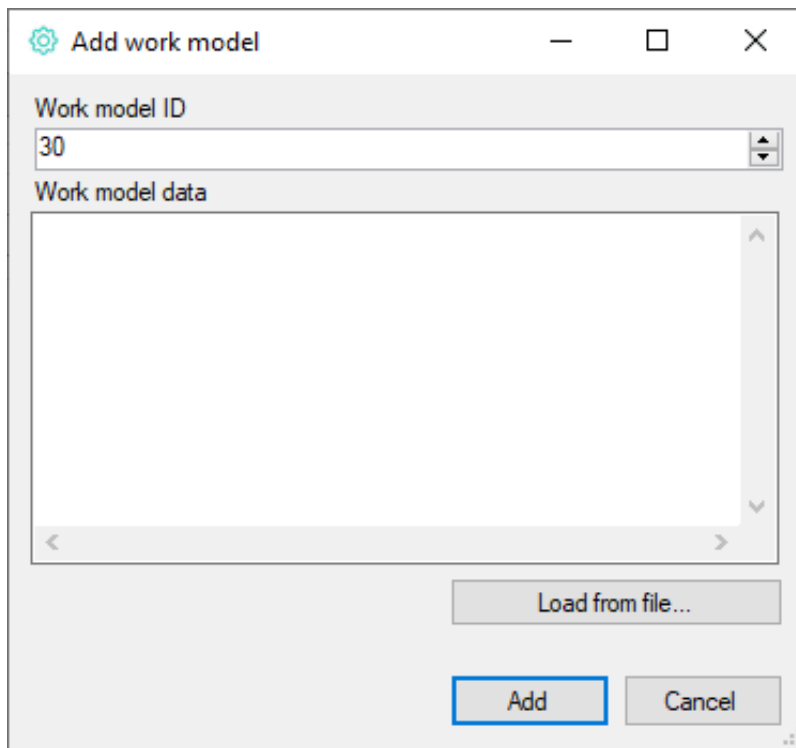 Add work model
Work model ID
30
Work model data
Load from file...
Add
Cancel